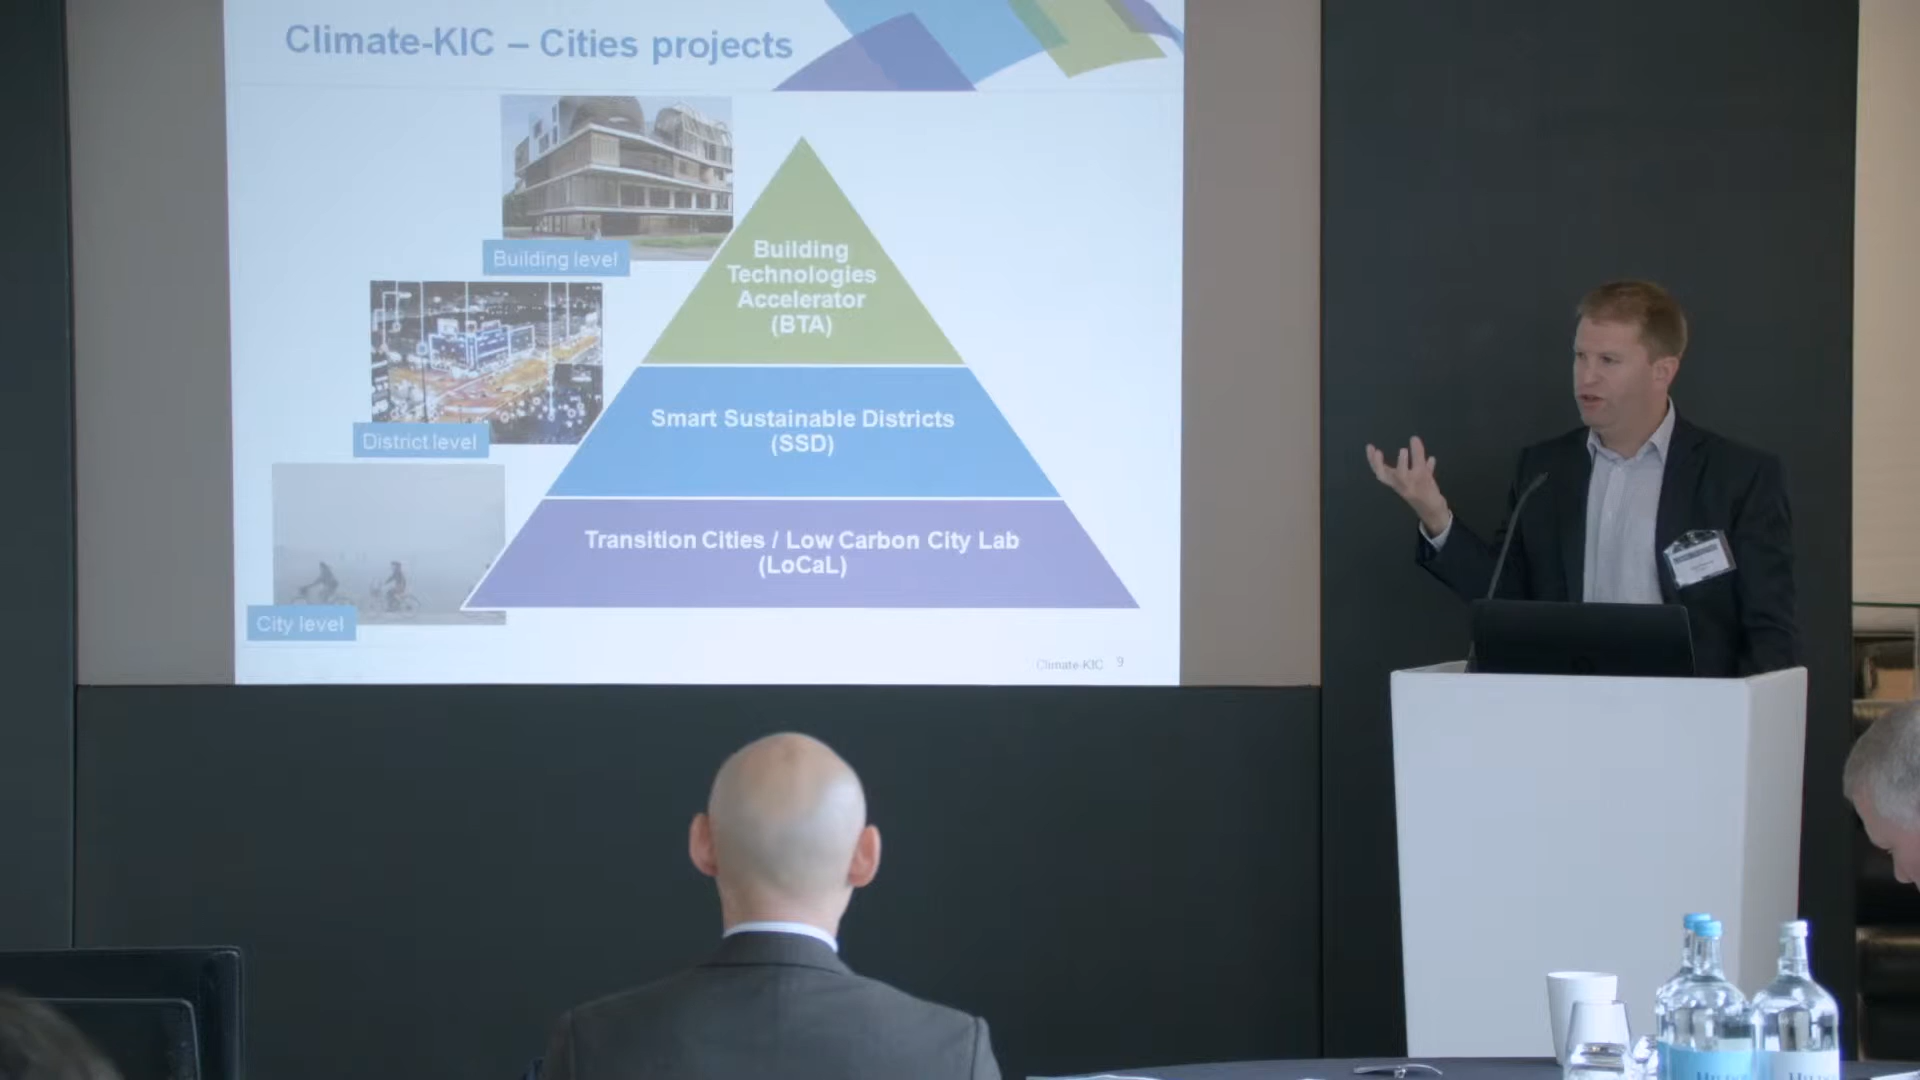 Climate-KIC – Cities projects
Building level
Building
Technologies
Accelerator
(BTA)
District level
Smart Sustainable Districts
(SSD)
Transition Cities / Low Carbon City Lab
(LoCaL)
City level
Climate-KIC 9